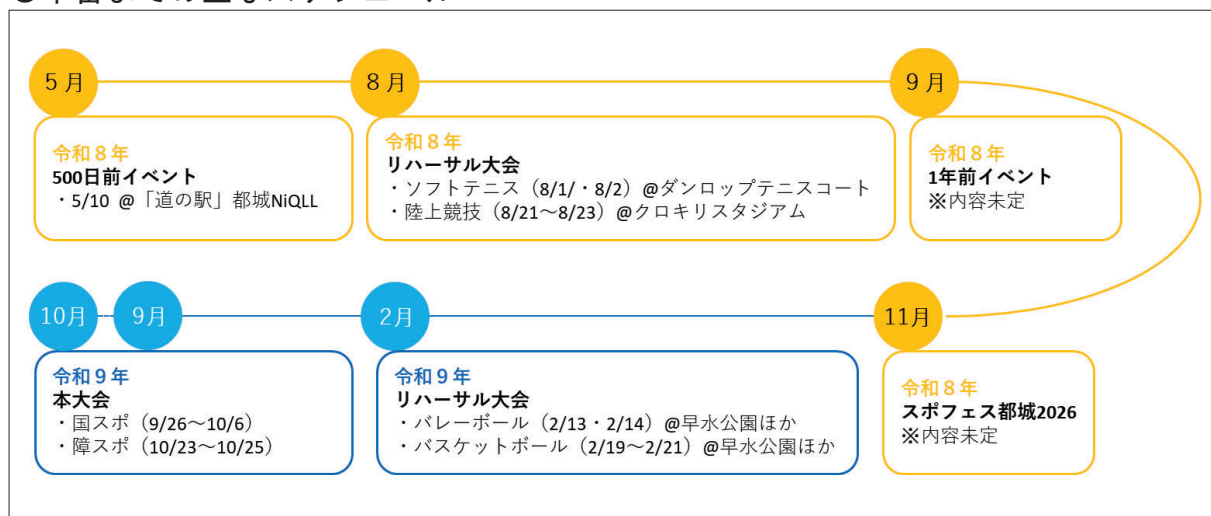 5月
令和8年
500日前イベント
・5/10 @「道の駅」都城NiQLL
8月
令和8年
リハーサル大会
・ソフトテニス（8/1/・8/2）@ダンロップテニスコート
・陸上競技（8/21～8/23）@クロキリスタジアム
9月
令和8年
1年前イベント
※内容未定
11月
令和8年
スポフェス都城2026
※内容未定
2月
令和9年
リハーサル大会
・バレーボール（2/13・2/14）@早水公園ほか
・バスケットボール（2/19～2/21）@早水公園ほか
9月
10月
令和9年
本大会
・国スポ（9/26～10/6）
・障スポ（10/23～10/25）